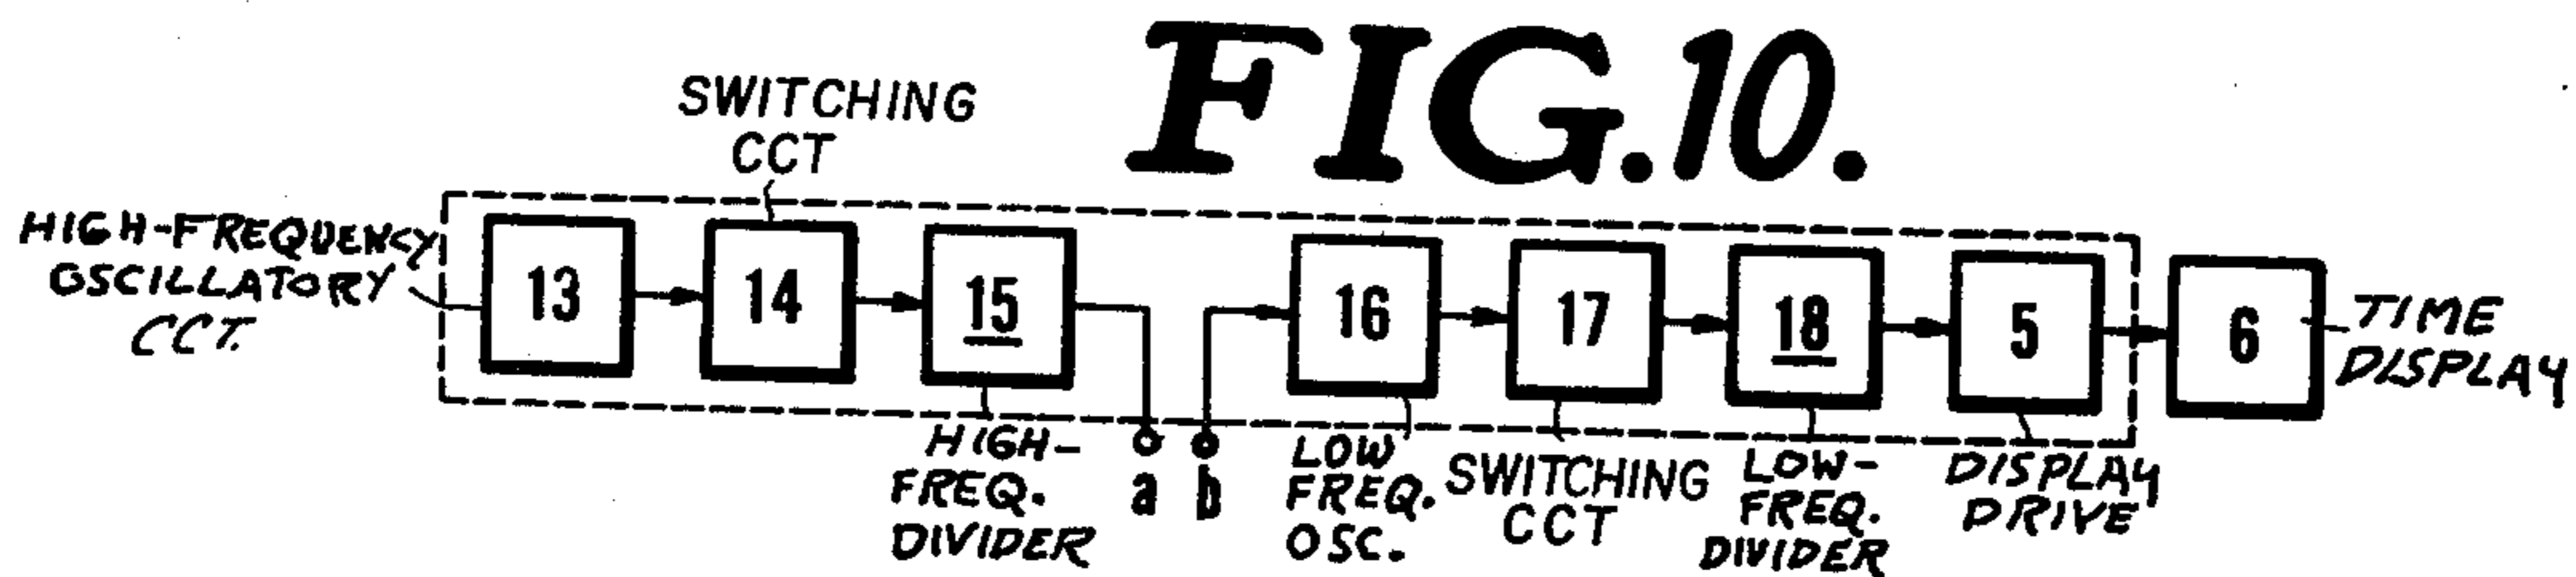 FIG.10.
SWITCHING
CCT
HIGH-FREQUENCY
OSCILLATORY
CCT.
13
14
15
16
17
18
5
6
TIME
DISPLAY
HIGH-
FREQ.
DIVIDER
a
b
LOW
FREQ.
OSC.
SWITCHING
CCT
LOW-
FREQ.
DIVIDER
DISPLAY
DRIVE